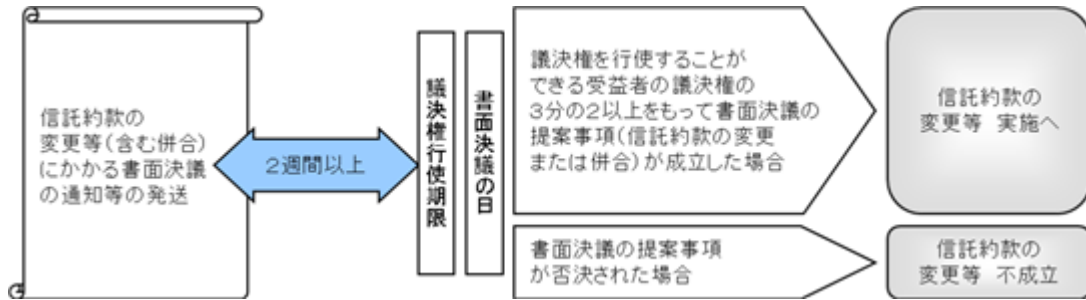 信託約款の
変更等(含む併合)
にかかる書面決議
の通知等の発送
2週間以上
議決権行使期限
書面決議の日
議決権を行使することが
できる受益者の議決権の
3分の2以上をもって書面決議の
提案事項(信託約款の変更
または併合)が成立した場合
信託約款の
変更等 実施へ
書面決議の提案事項
が否決された場合
信託約款の
変更等 不成立